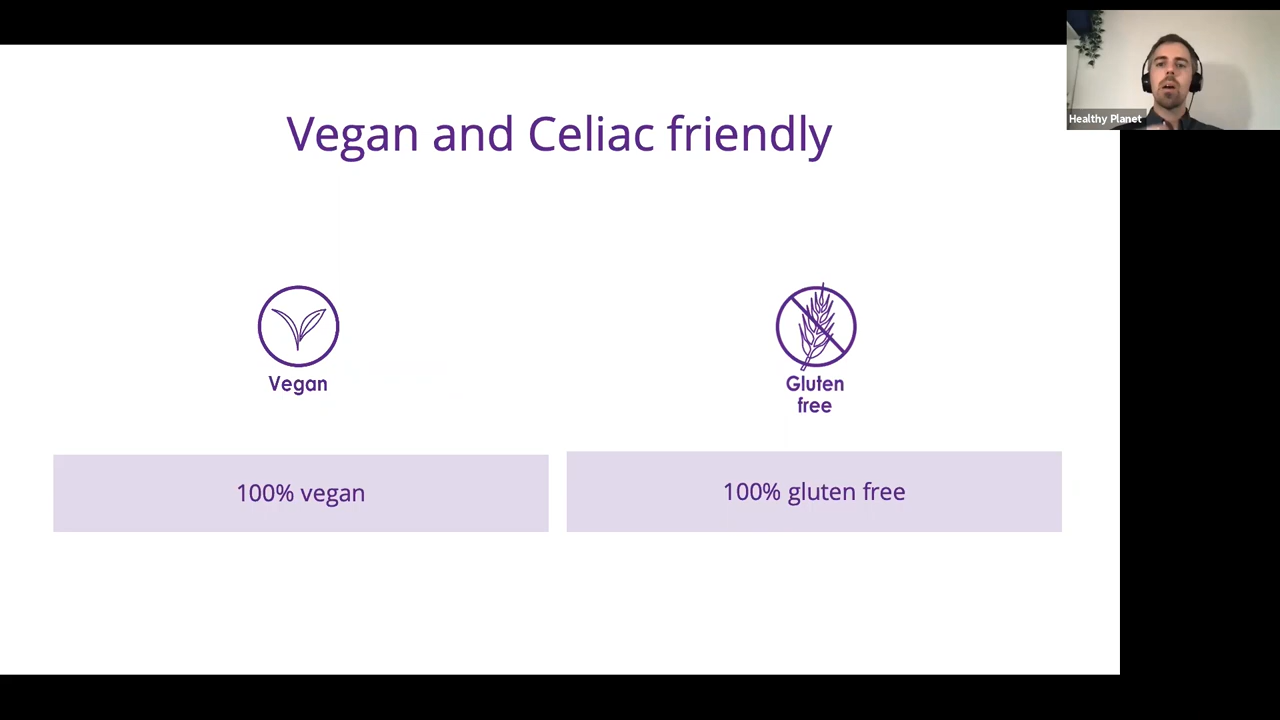 Healthy Planet
Vegan and Celiac friendly
Vegan
Gluten
free
100% vegan
100% gluten free